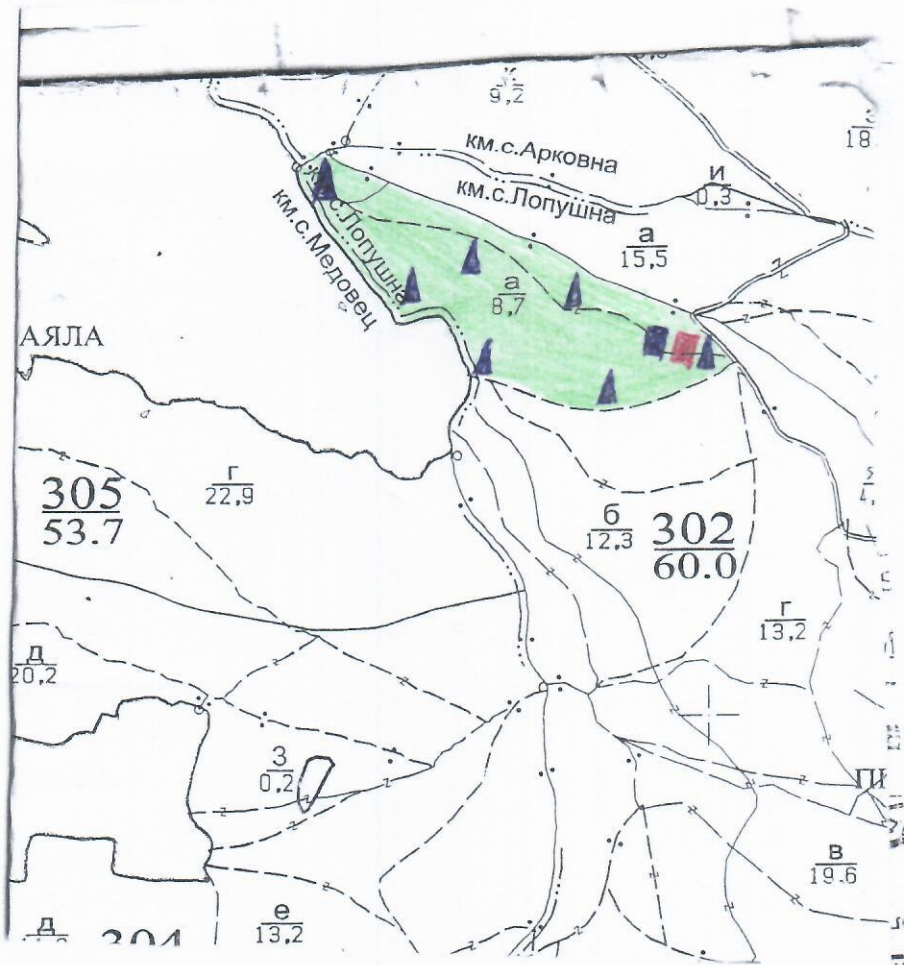 9,2
18
км.с.Арковна
и
0,3
км.с.Лопушна
км.с.Лопушна
км.с.Медовец
а
15,5
а
8,7
АЯЛА
г
22,9
305
53.7
б
12,3
302
60.0
г
13,2
д
20,2
З
0,2
ПІ
в
19.6
е
13,2
д
304